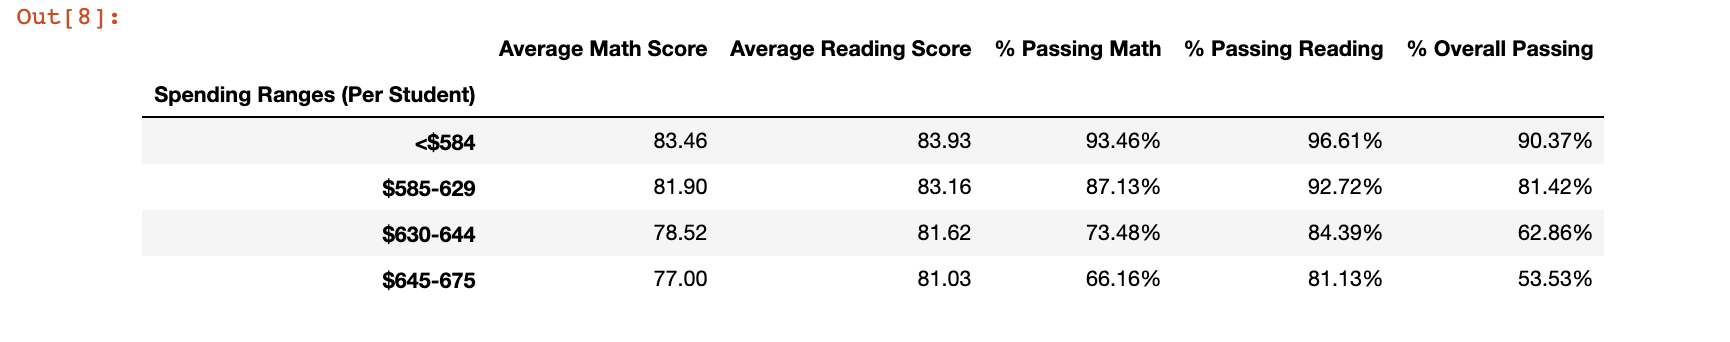 Out[8]:
Average Math Score Average Reading Score % Passing Math % Passing Reading % Overall Passing
Spending Ranges (Per Student)
<$584 83.46 83.93 93.46% 96.61% 90.37%
$585-629 81.90 83.16 87.13% 92.72% 81.42%
$630-644 78.52 81.62 73.48% 84.39% 62.86%
$645-675 77.00 81.03 66.16% 81.13% 53.53%